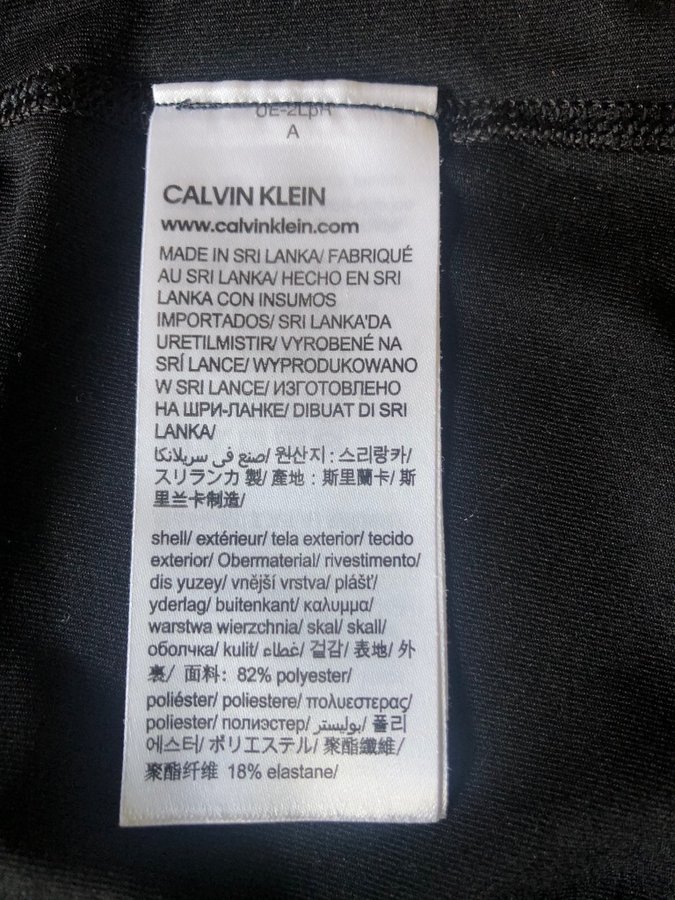 A
CALVIN KLEIN
www.calvinklein.com
MADE IN SRI LANKA/ FABRIQUÉ
AU SRI LANKA/ HECHO EN SRI
LANKA CON INSUMOS
IMPORTADOS/ SRI LANKA'DA
URETILMISTIR/ VYROBENÉ NA
SRÍ LANCE/ WYPRODUKOWANO
W SRI LANCE/ ИЗГОТОВЛЕНО
НА ШРИ-ЛАНКЕ/ DIBUAT DI SRI
LANKA/
صنع في سريلانكا/ 원산지 : 스리랑카/
スリランカ 製/ 產地 : 斯里蘭卡/ 斯
里兰卡制造/
shell/ extérieur/ tela exterior/ tecido
exterior/ Obermaterial/ rivestimento/
dis yuzey/ vnější vrstva/ plášť/
yderlag/ buitenkant/ καλυμμα/
warstwa wierzchnia/ skal/ skall/
оболчка/ kulit/ غطاء/ 겉감/ 表地/ 外
裏/ 面料: 82% polyester/
poliéster/ poliestere/ πολυεστερας/
poliester/ полиэстер/ بوليستر/ 폴리
에스터/ ポリエステル/ 聚酯纖維/
聚酯纤维 18% elastane/